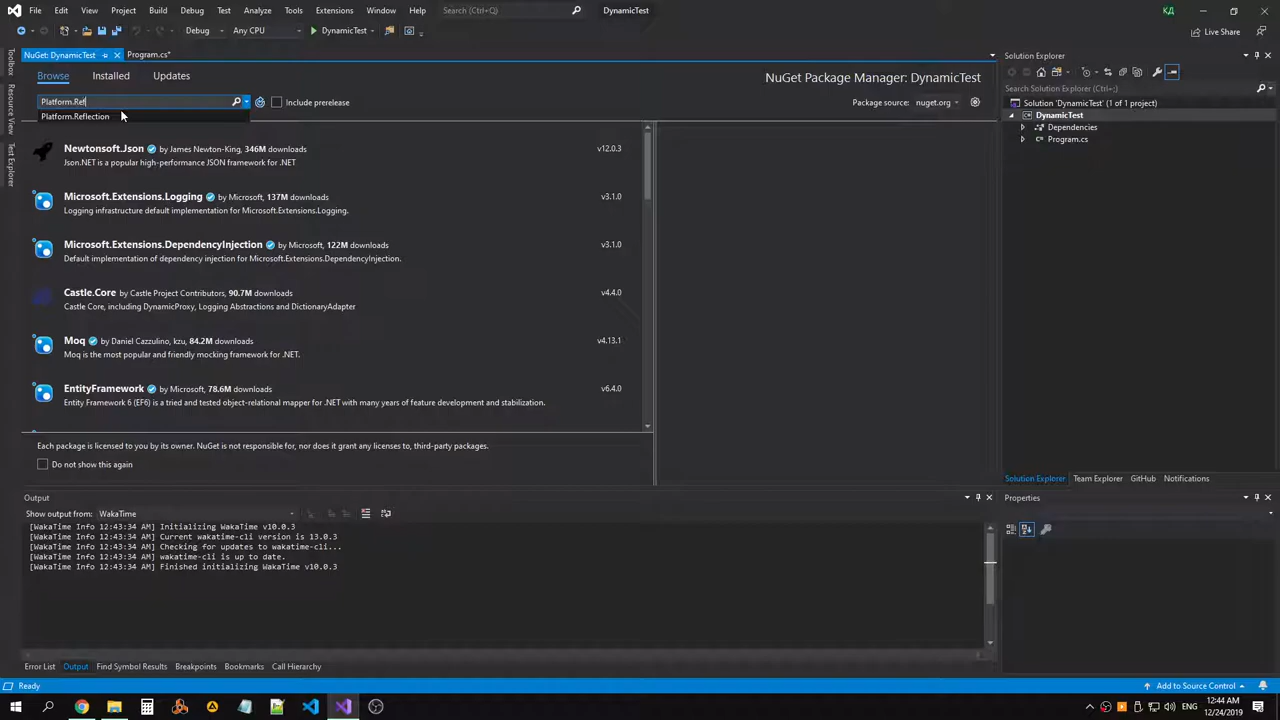 File Edit View Project Build Debug Test Analyze Tools Extensions Window Help Search (Ctrl+Q) DynamicTest КД
Debug Any CPU DynamicTest Live Share
Toolbox
Resource View
Test Explorer
NuGet: DynamicTest Program.cs*
Browse Installed Updates
NuGet Package Manager: DynamicTest
Platform.Ref Include prerelease
Package source: nuget.org
Platform.Reflection
Newtonsoft.Json by James Newton-King, 346M downloads v12.0.3
Json.NET is a popular high-performance JSON framework for .NET
Microsoft.Extensions.Logging by Microsoft, 137M downloads v3.1.0
Logging infrastructure default implementation for Microsoft.Extensions.Logging.
Microsoft.Extensions.DependencyInjection by Microsoft, 122M downloads v3.1.0
Default implementation of dependency injection for Microsoft.Extensions.DependencyInjection.
Castle.Core by Castle Project Contributors, 90.7M downloads v4.4.0
Castle Core, including DynamicProxy, Logging Abstractions and DictionaryAdapter
Moq by Daniel Cazzulino, kzu, 84.2M downloads v4.13.1
Moq is the most popular and friendly mocking framework for .NET.
EntityFramework by Microsoft, 78.6M downloads v6.4.0
Entity Framework 6 (EF6) is a tried and tested object-relational mapper for .NET with many years of feature development and stabilization.
Each package is licensed to you by its owner. NuGet is not responsible for, nor does it grant any licenses to, third-party packages.
Do not show this again
Solution Explorer
Search Solution Explorer (Ctrl+;)
Solution 'DynamicTest' (1 of 1 project)
DynamicTest
Dependencies
Program.cs
Solution Explorer Team Explorer GitHub Notifications
Properties
Output
Show output from: WakaTime
[WakaTime Info 12:43:34 AM] Initializing WakaTime v10.0.3
[WakaTime Info 12:43:34 AM] Current wakatime-cli version is 13.0.3
[WakaTime Info 12:43:34 AM] Checking for updates to wakatime-cli...
[WakaTime Info 12:43:34 AM] wakatime-cli is up to date.
[WakaTime Info 12:43:34 AM] Finished initializing WakaTime v10.0.3
Error List Output Find Symbol Results Breakpoints Bookmarks Call Hierarchy
Ready Add to Source Control
ENG 12:44 AM
12/24/2019